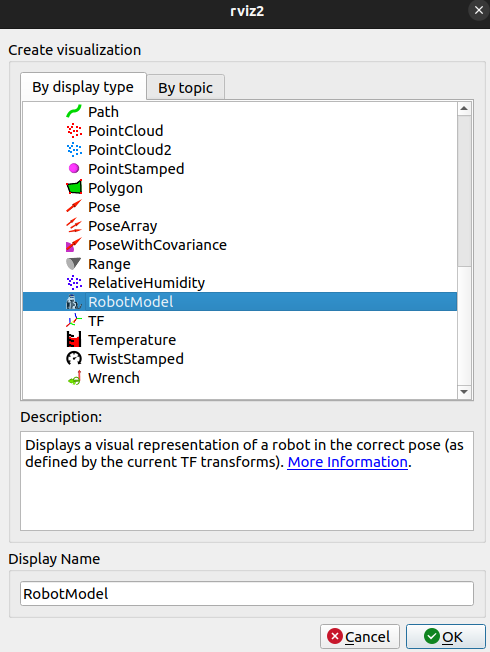 rviz2
Create visualization
By display type
By topic
Path
PointCloud
PointCloud2
PointStamped
Polygon
Pose
PoseArray
PoseWithCovariance
Range
RelativeHumidity
RobotModel
TF
Temperature
TwistStamped
Wrench
Description:
Displays a visual representation of a robot in the correct pose (as
defined by the current TF transforms). More Information.
Display Name
RobotModel
Cancel
OK